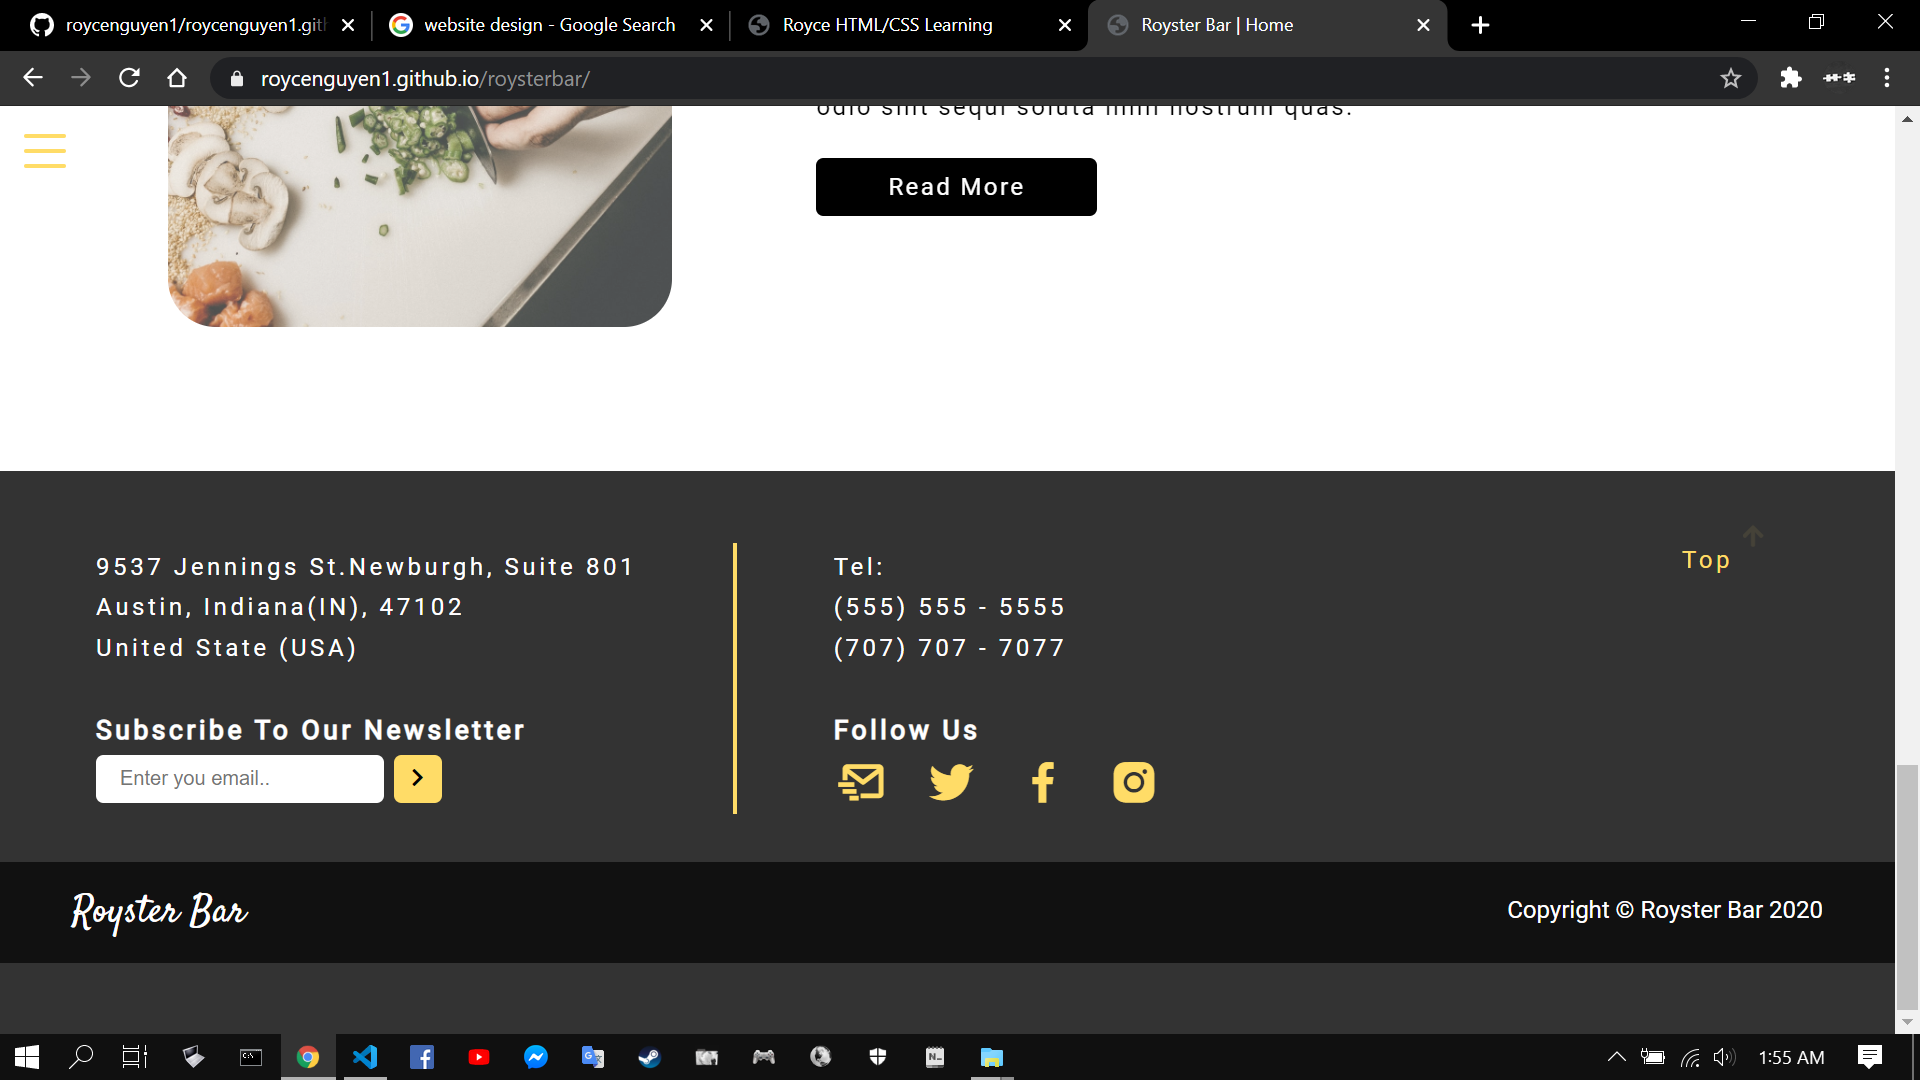 roycenguyen1/roycenguyen1.git
website design - Google Search
Royce HTML/CSS Learning
Royster Bar | Home
roycenguyen1.github.io/roysterbar/
odio sint sequi soluta nihil nostrum quas.
Read More
9537 Jennings St.Newburgh, Suite 801
Austin, Indiana(IN), 47102
United State (USA)
Tel:
(555) 555 - 5555
(707) 707 - 7077
Top
Subscribe To Our Newsletter
Enter you email..
Follow Us
Royster Bar
Copyright © Royster Bar 2020
1:55 AM